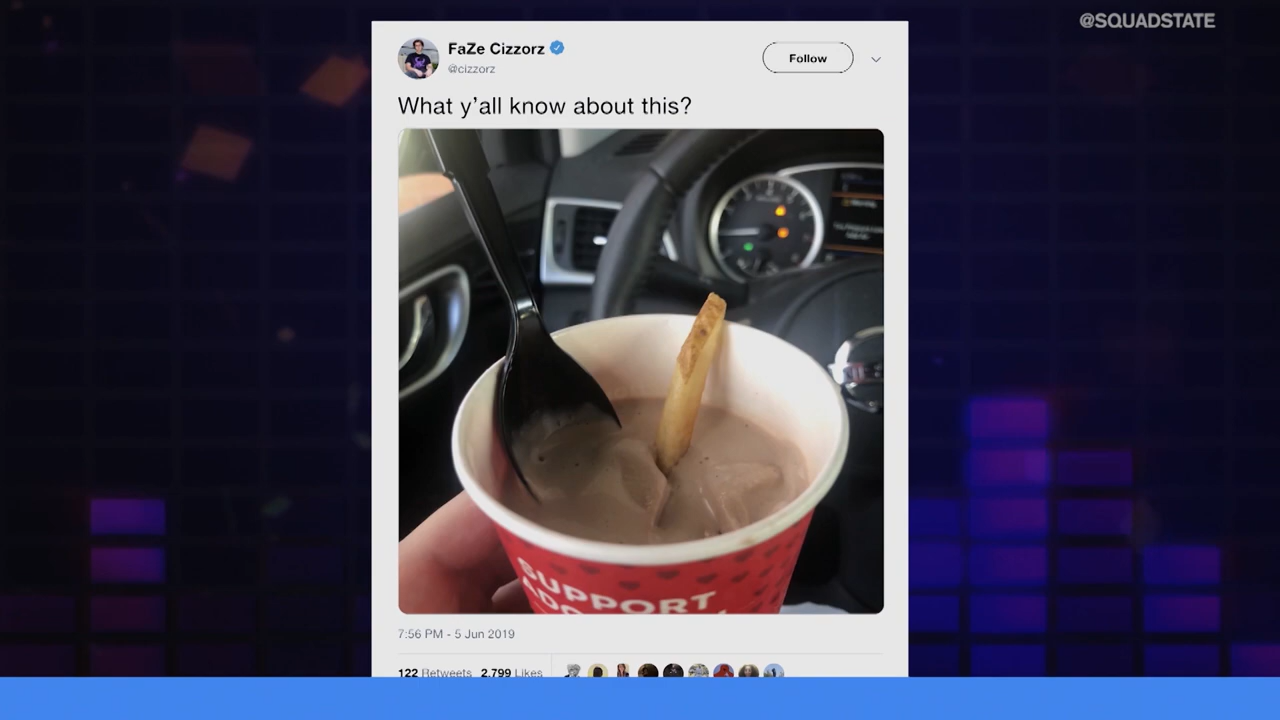 @SQUADSTATE
FaZe Cizzorz
@cizzorz
Follow
What y'all know about this?
SUPPORT
7:56 PM - 5 Jun 2019
122 Retweets 2,799 Likes